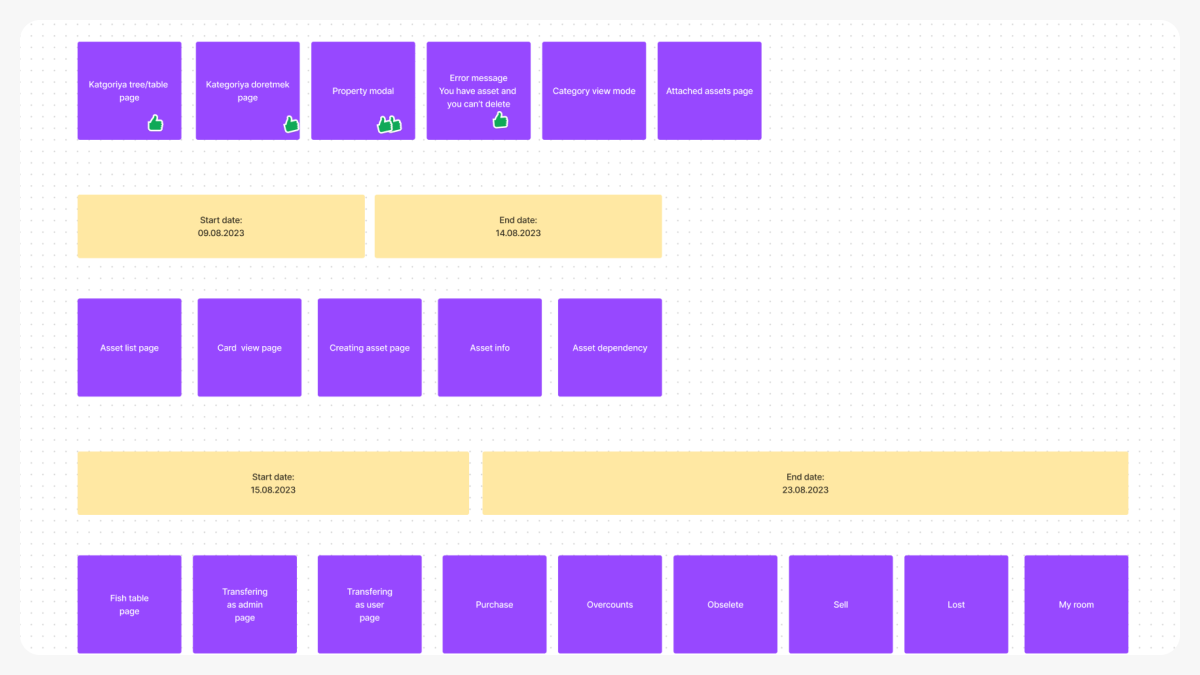 Katgoriya tree/table
page
Kategoriya doretmek
page
Property modal
Error message
You have asset and
you can't delete
Category view mode
Attached assets page
Start date:
09.08.2023
End date:
14.08.2023
Asset list page
Card view page
Creating asset page
Asset info
Asset dependency
Start date:
15.08.2023
End date:
23.08.2023
Fish table
page
Transfering
as admin
page
Transfering
as user
page
Purchase
Overcounts
Obselete
Sell
Lost
My room